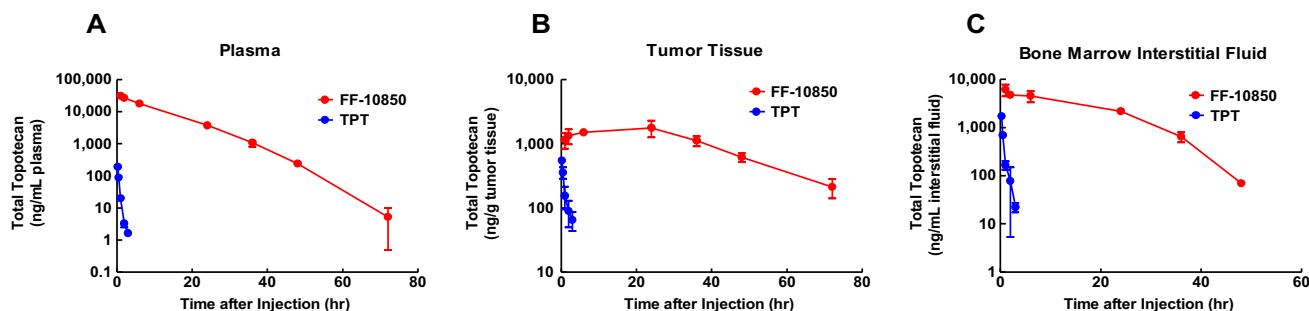 A
Plasma
Total Topotecan
(ng/mL plasma)
100,000
10,000
1,000
100
10
1
0.1
FF-10850
TPT
0
20
40
60
80
Time after Injection (hr)
B
Tumor Tissue
Total Topotecan
(ng/g tumor tissue)
10,000
1,000
100
10
FF-10850
TPT
0
20
40
60
80
Time after Injection (hr)
C
Bone Marrow Interstitial Fluid
Total Topotecan
(ng/mL interstitial fluid)
10,000
1,000
100
10
1
FF-10850
TPT
0
20
40
60
Time after Injection (hr)